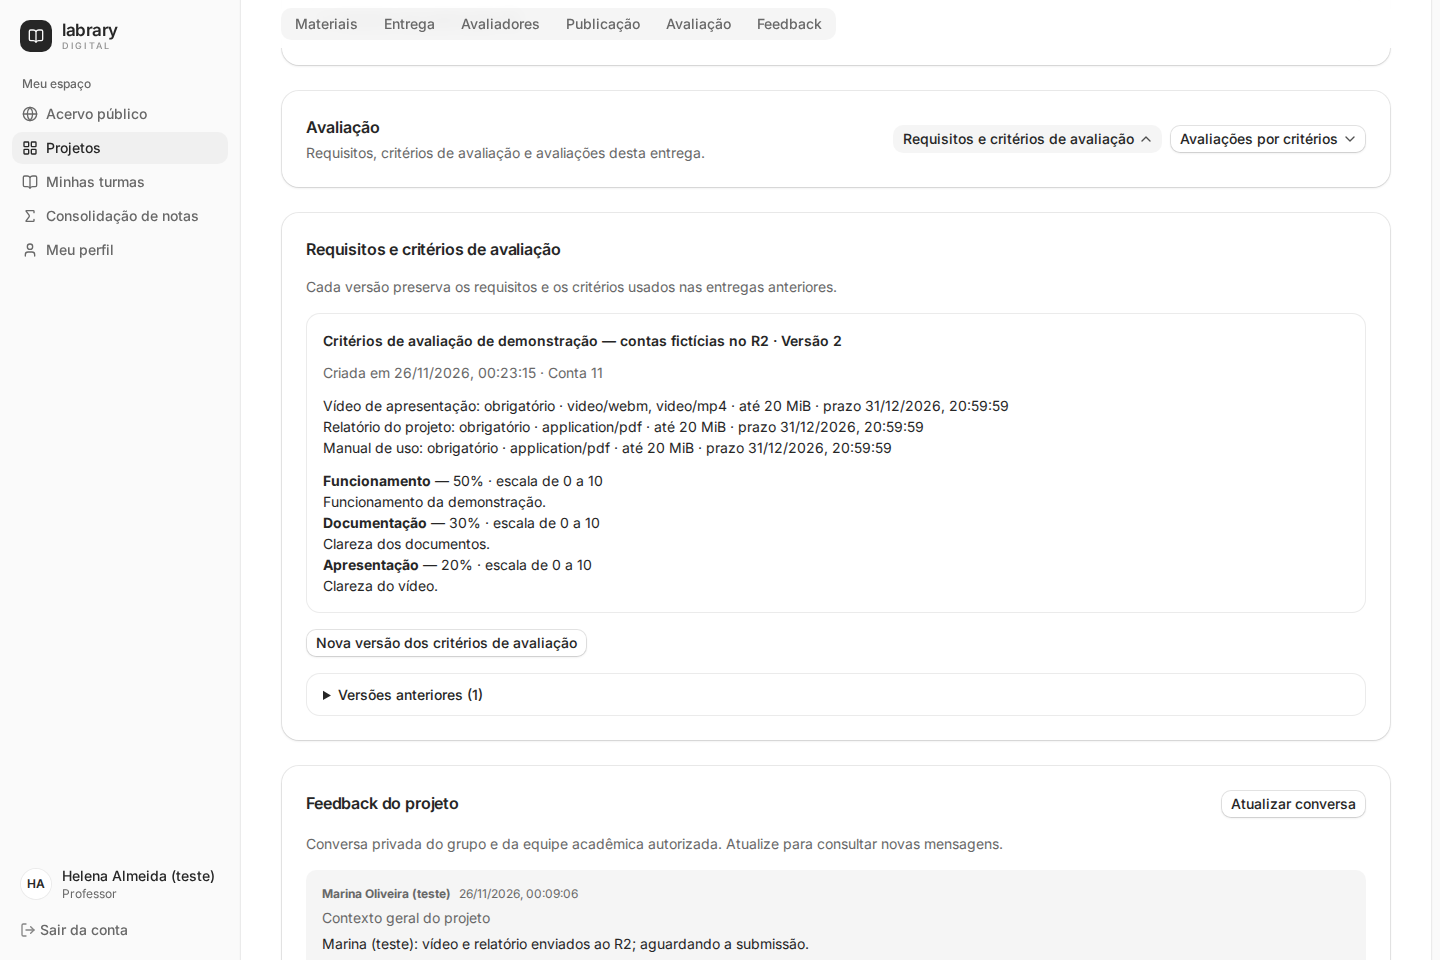 labrary
DIGITAL
Meu espaço
Acervo público
Projetos
Minhas turmas
Consolidação de notas
Meu perfil
HA
Helena Almeida (teste)
Professor
Sair da conta
Materiais
Entrega
Avaliadores
Publicação
Avaliação
Feedback
Avaliação
Requisitos, critérios de avaliação e avaliações desta entrega.
Requisitos e critérios de avaliação
Avaliações por critérios
Requisitos e critérios de avaliação
Cada versão preserva os requisitos e os critérios usados nas entregas anteriores.
Critérios de avaliação de demonstração — contas fictícias no R2 · Versão 2
Criada em 26/11/2026, 00:23:15 · Conta 11
Vídeo de apresentação: obrigatório · video/webm, video/mp4 · até 20 MiB · prazo 31/12/2026, 20:59:59
Relatório do projeto: obrigatório · application/pdf · até 20 MiB · prazo 31/12/2026, 20:59:59
Manual de uso: obrigatório · application/pdf · até 20 MiB · prazo 31/12/2026, 20:59:59
Funcionamento — 50% · escala de 0 a 10
Funcionamento da demonstração.
Documentação — 30% · escala de 0 a 10
Clareza dos documentos.
Apresentação — 20% · escala de 0 a 10
Clareza do vídeo.
Nova versão dos critérios de avaliação
Versões anteriores (1)
Feedback do projeto
Atualizar conversa
Conversa privada do grupo e da equipe acadêmica autorizada. Atualize para consultar novas mensagens.
Marina Oliveira (teste) 26/11/2026, 00:09:06
Contexto geral do projeto
Marina (teste): vídeo e relatório enviados ao R2; aguardando a submissão.